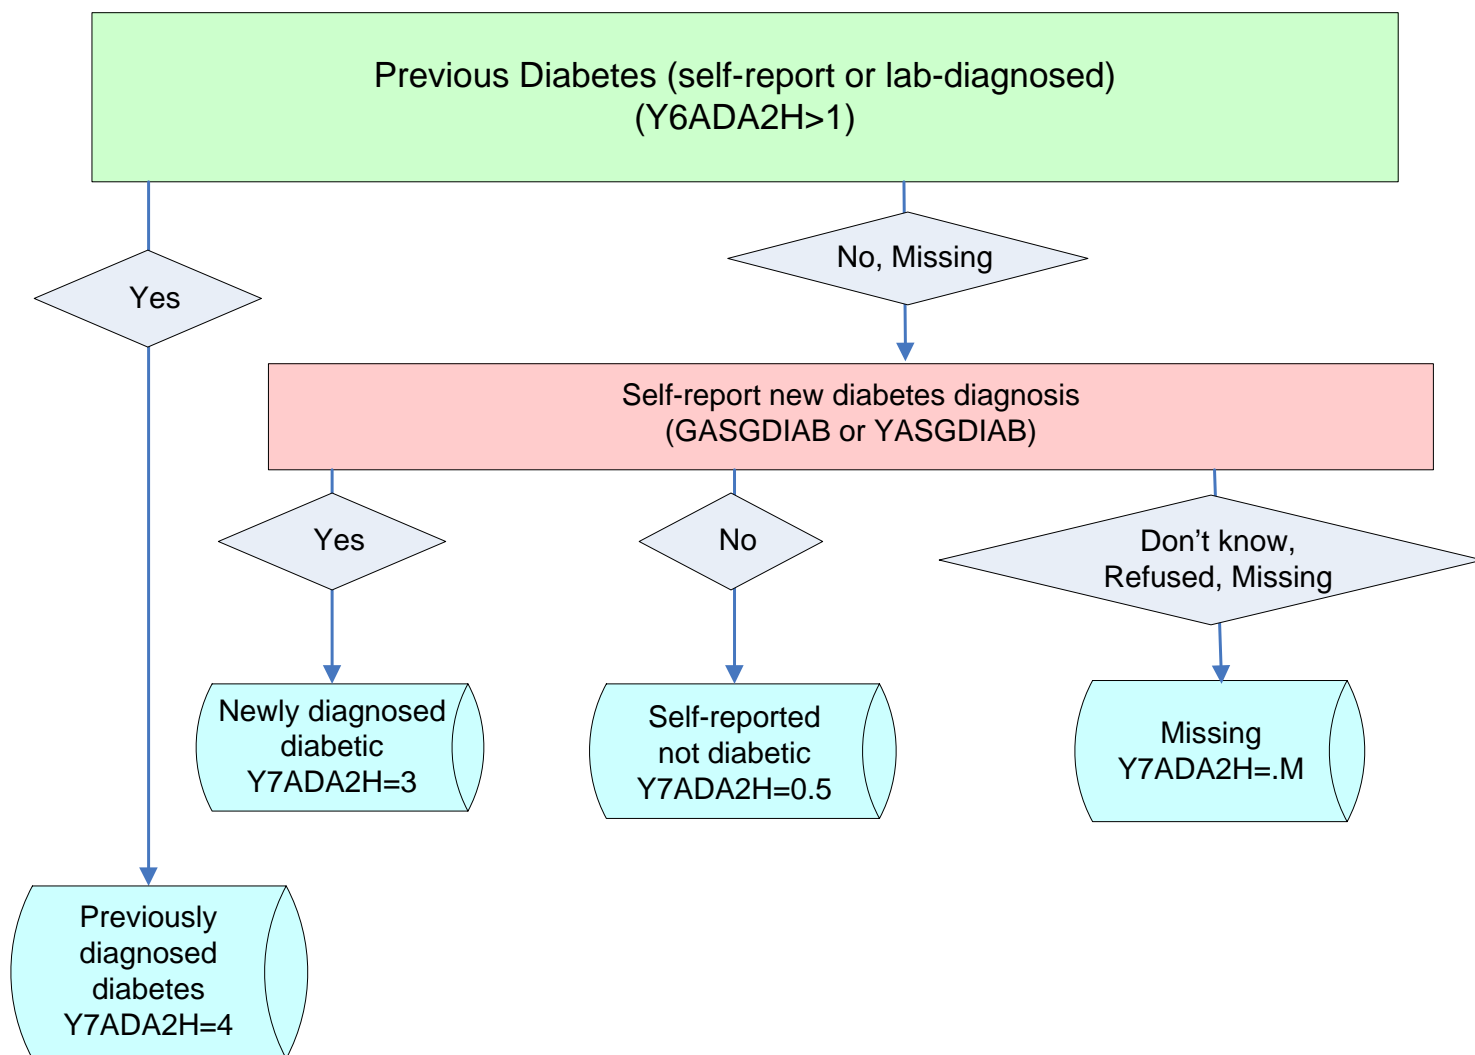 Previous Diabetes (self-report or lab-diagnosed)
(Y6ADA2H>1)
No, Missing
Yes
Self-report new diabetes diagnosis
(GASGDIAB or YASGDIAB)
Yes
No
Don't know,
Refused, Missing
Newly diagnosed
diabetic
Y7ADA2H=3
Self-reported
not diabetic
Y7ADA2H=0.5
Missing
Y7ADA2H=.M
Previously
diagnosed
diabetes
Y7ADA2H=4